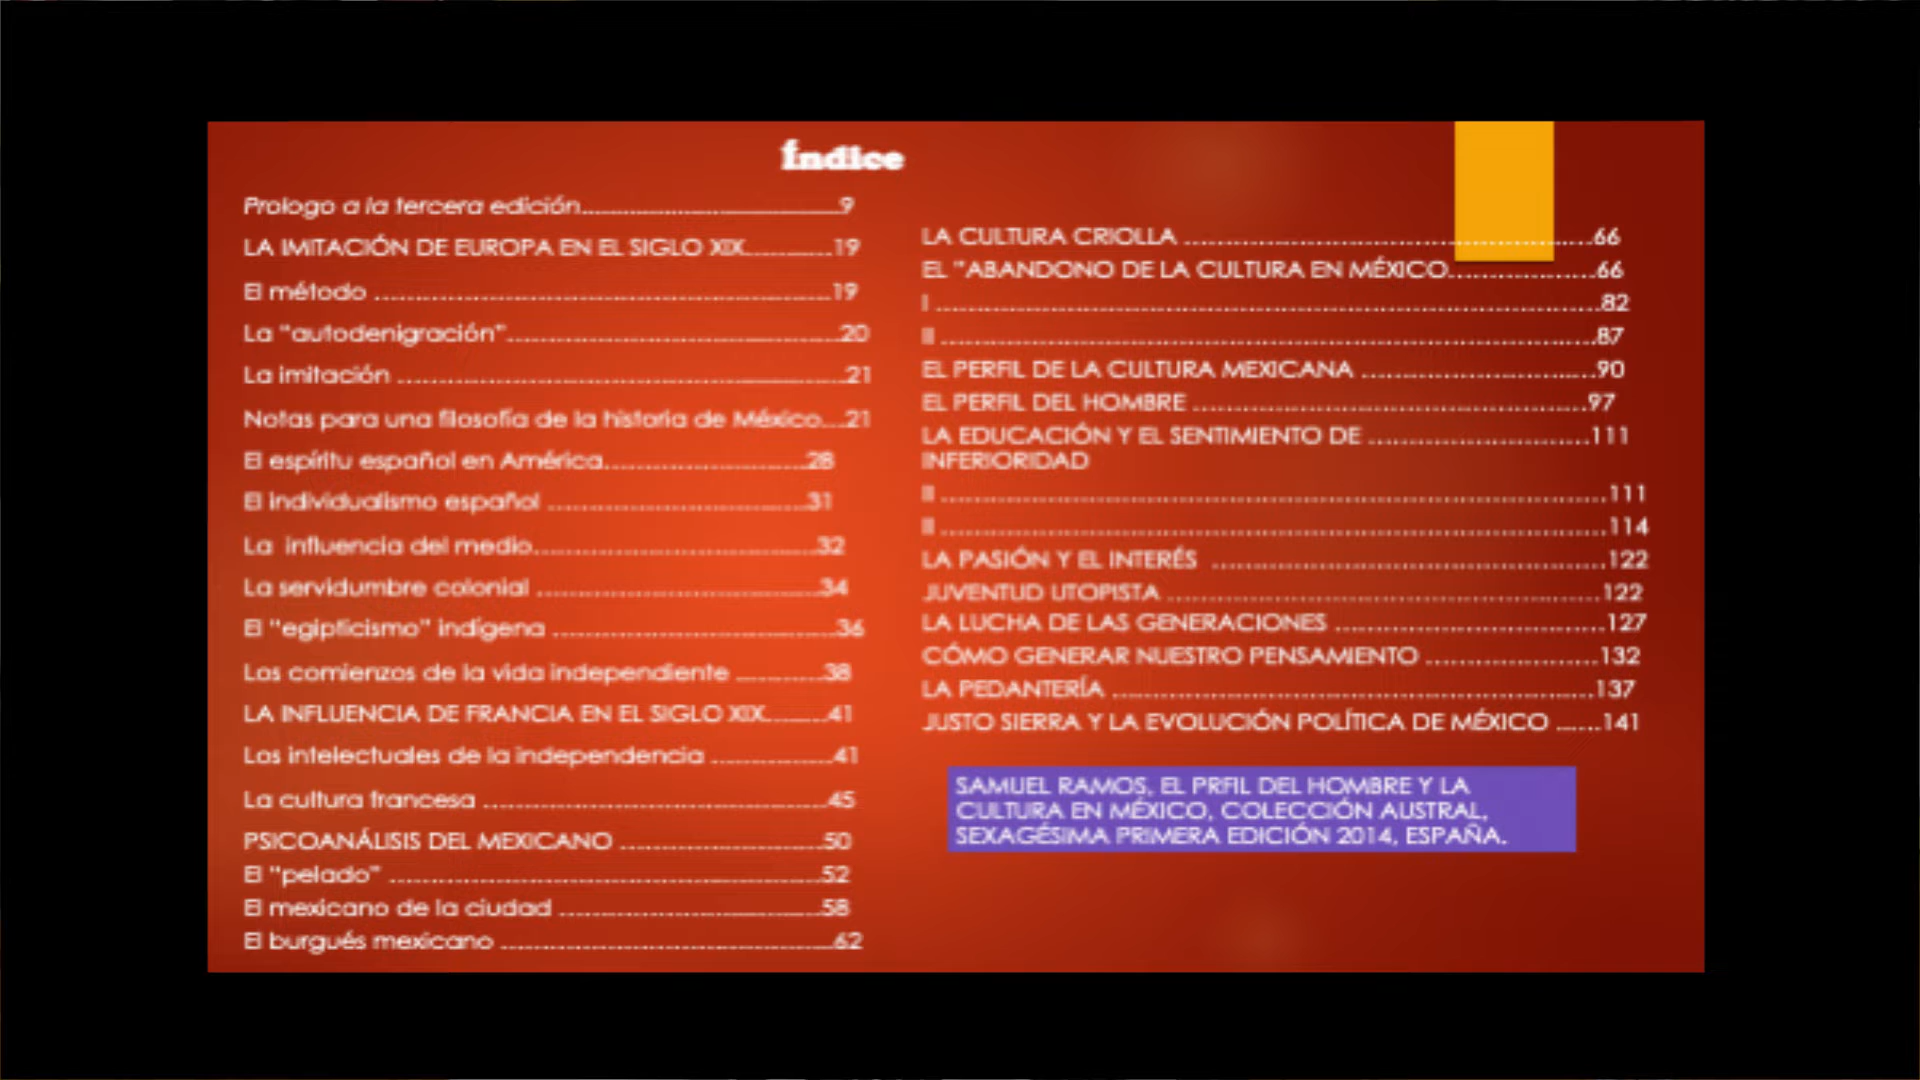 Índice
Prologo a la tercera edición..............................9
LA IMITACIÓN DE EUROPA EN EL SIGLO XIX............19
El método ..............................19
La "autodenigración"..............................20
La imitación ..............................21
Notas para una filosofía de la historia de México...21
El espíritu español en América..............................28
El individualismo español ..............................31
La influencia del medio..............................32
La servidumbre colonial ..............................34
El "egipticismo" indígena ..............................36
Los comienzos de la vida independiente ............38
LA INFLUENCIA DE FRANCIA EN EL SIGLO XIX.........41
Los intelectuales de la independencia ...............41
La cultura francesa ..............................45
PSICOANÁLISIS DEL MEXICANO ..............................50
El "pelado" ..............................52
El mexicano de la ciudad ..............................58
El burgués mexicano ..............................62
LA CULTURA CRIOLLA ..............................66
EL "ABANDONO DE LA CULTURA EN MÉXICO..................66
I ..............................82
II ..............................87
EL PERFIL DE LA CULTURA MEXICANA ..............................90
EL PERFIL DEL HOMBRE ..............................97
LA EDUCACIÓN Y EL SENTIMIENTO DE ..............................111
INFERIORIDAD
II ..............................111
II ..............................114
LA PASIÓN Y EL INTERÉS ..............................122
JUVENTUD UTOPISTA ..............................122
LA LUCHA DE LAS GENERACIONES ..............................127
CÓMO GENERAR NUESTRO PENSAMIENTO .....................132
LA PEDANTERÍA ..............................137
JUSTO SIERRA Y LA EVOLUCIÓN POLÍTICA DE MÉXICO ......141
SAMUEL RAMOS, EL PRFIL DEL HOMBRE Y LA
CULTURA EN MÉXICO, COLECCIÓN AUSTRAL,
SEXAGÉSIMA PRIMERA EDICIÓN 2014, ESPAÑA.